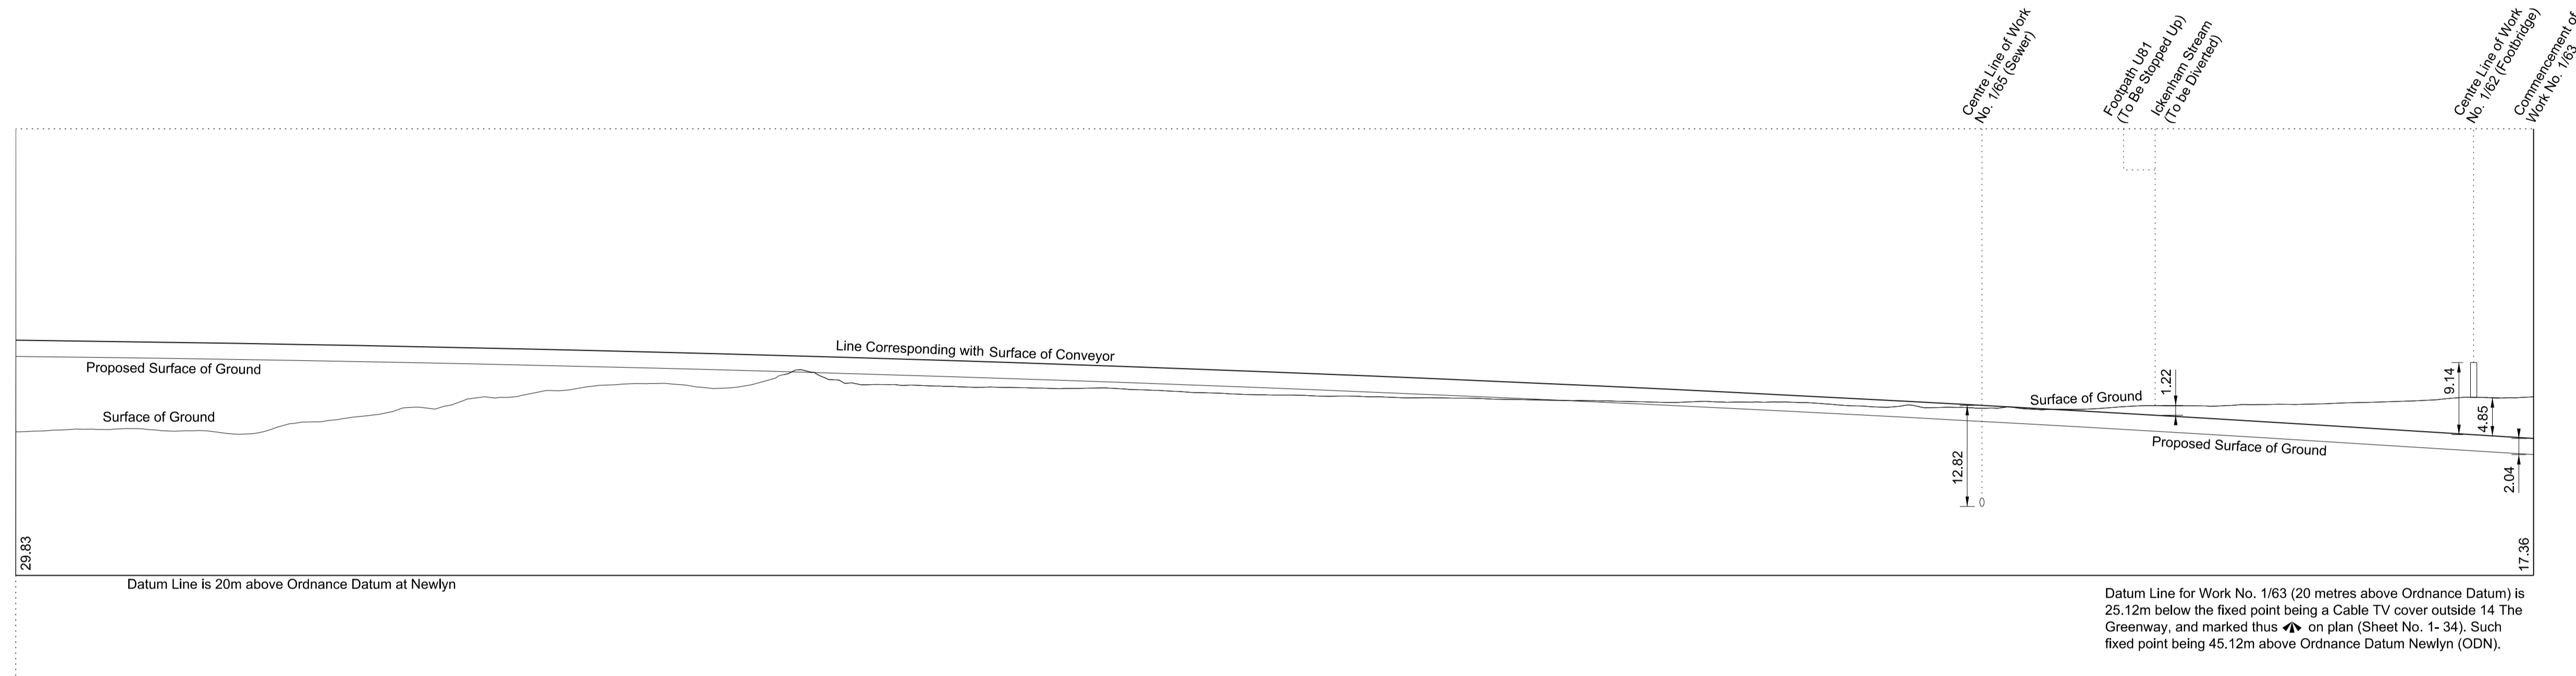 Centre Line of Work
No. 1/65 (Sewer)
Footpath U81
(To Be Stopped Up)
Ickenham Stream
(To be Diverted)
Centre Line of Work
No. 1/62 (Footbridge)
Commencement of
Work No. 1/63
Line Corresponding with Surface of Conveyor
Proposed Surface of Ground
Surface of Ground
Surface of Ground
1.22
9.14
4.85
Proposed Surface of Ground
12.82
2.04
29.83
17.36
Datum Line is 20m above Ordnance Datum at Newlyn
Datum Line for Work No. 1/63 (20 metres above Ordnance Datum) is
25.12m below the fixed point being a Cable TV cover outside 14 The
Greenway, and marked thus on plan (Sheet No. 1- 34). Such
fixed point being 45.12m above Ordnance Datum Newlyn (ODN).